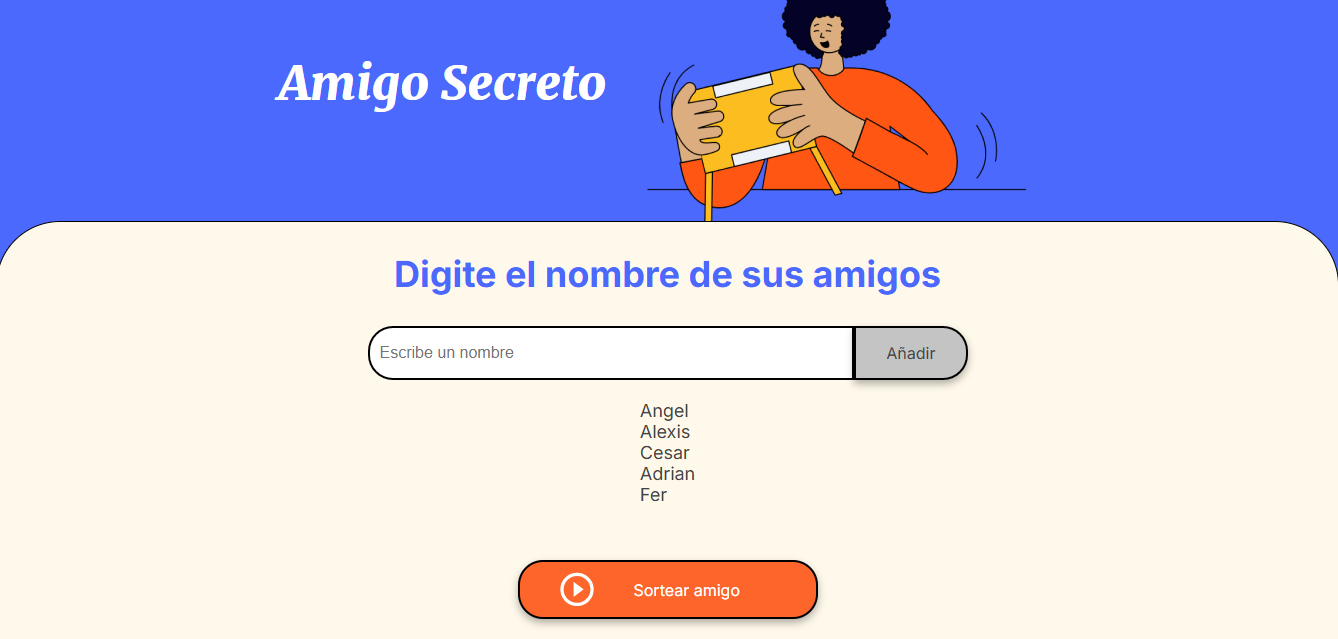 Amigo Secreto
Digite el nombre de sus amigos
Escribe un nombre
Añadir
Angel
Alexis
Cesar
Adrian
Fer
Sortear amigo